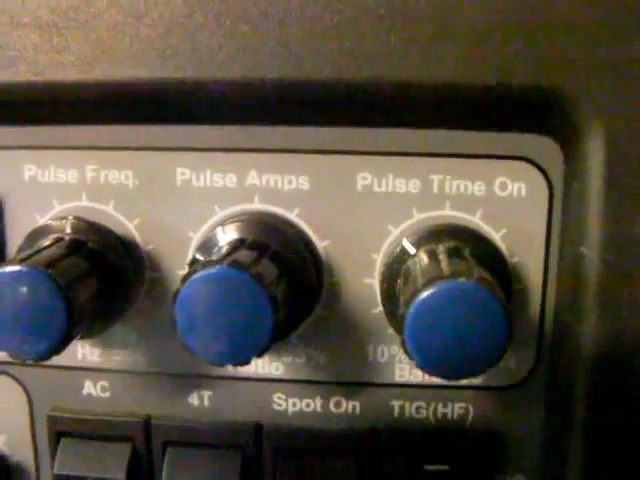 Pulse Freq.
Pulse Amps
Pulse Time On
Hz
10%
AC
4T
Spot On
TIG(HF)